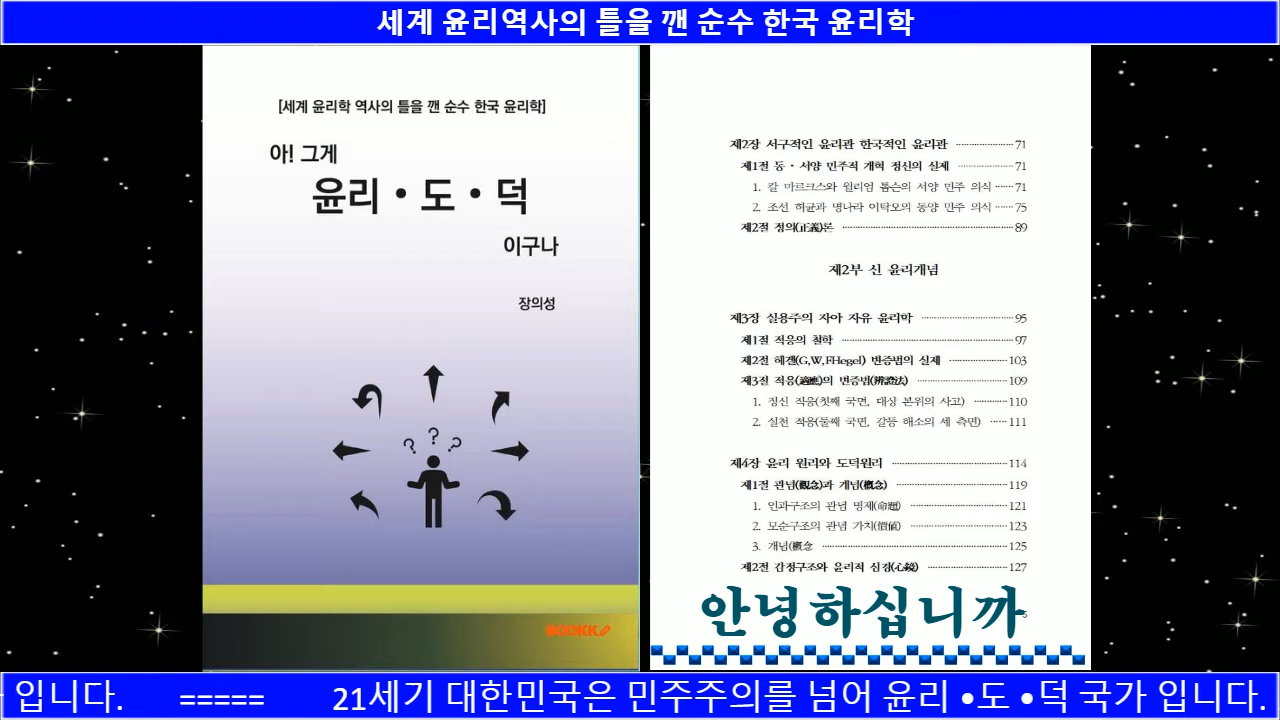 세계 윤리역사의 틀을 깬 순수 한국 윤리학
[세계 윤리학 역사의 틀을 깬 순수 한국 윤리학]
아! 그게
윤리 • 도 • 덕
이구나
장의성
BOOKK
제2장 서구적인 윤리관 한국적인 윤리관 71
제1절 동・서양 민주적 개혁 정신의 실제 71
1. 칼 마르크스와 윌리엄 톰슨의 서양 민주 의식 71
2. 조선 허균과 명나라 이탁오의 동양 민주 의식 75
제2절 정의(正義)론 89
제2부 신 윤리개념
제3장 실용주의 자아 자유 윤리학 95
제1절 적응의 철학 97
제2절 헤겔(G,W,F.Hegel) 변증법의 실제 103
제3절 적응(適應)의 변증법(辨證法) 109
1. 정신 적응(첫째 국면, 대상 본위의 사고) 110
2. 실천 적응(둘째 국면, 갈등 해소의 세 측면) 111
제4장 윤리 원리와 도덕원리 114
제1절 관념(觀念)과 개념(槪念) 119
1. 인과구조의 관념 명제(命題) 121
2. 모순구조의 관념 가치(價値) 123
3. 개념(槪念 125
제2절 감정구조와 윤리적 심경(心鏡) 127
안녕하십니까
입니다. ===== 21세기 대한민국은 민주주의를 넘어 윤리 •도 •덕 국가 입니다.